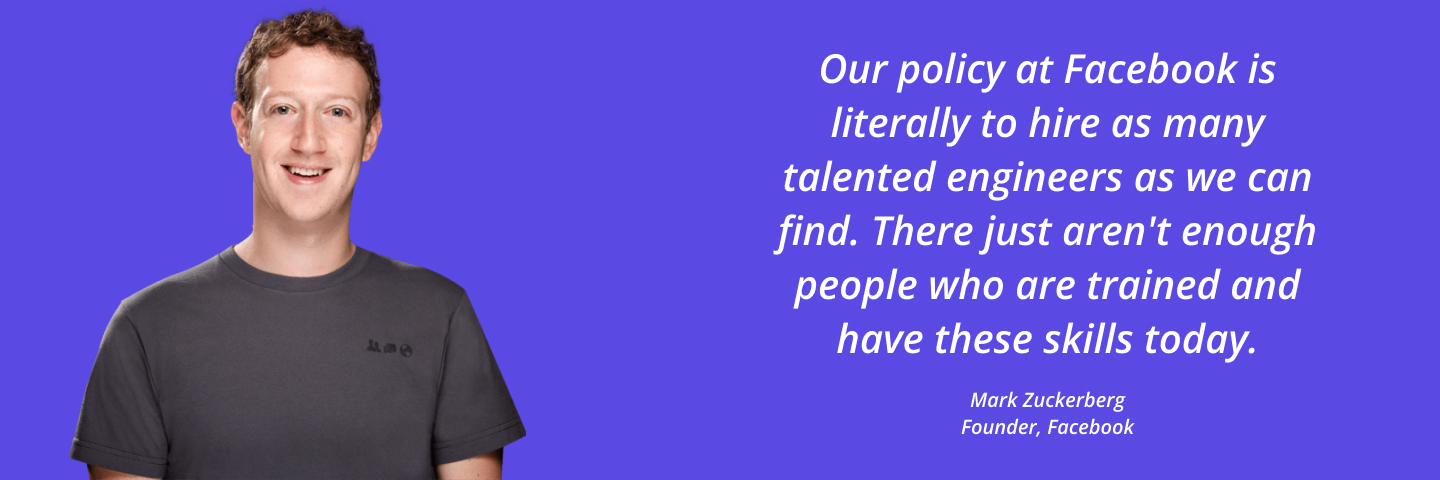 Our policy at Facebook is
literally to hire as many
talented engineers as we can
find. There just aren't enough
people who are trained and
have these skills today.
Mark Zuckerberg
Founder, Facebook